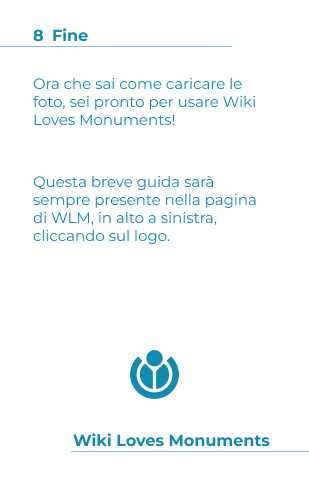 8 Fine
Ora che sai come caricare le
foto, sei pronto per usare Wiki
Loves Monuments!
Questa breve guida sarà
sempre presente nella pagina
di WLM, in alto a sinistra,
cliccando sul logo.
Wiki Loves Monuments